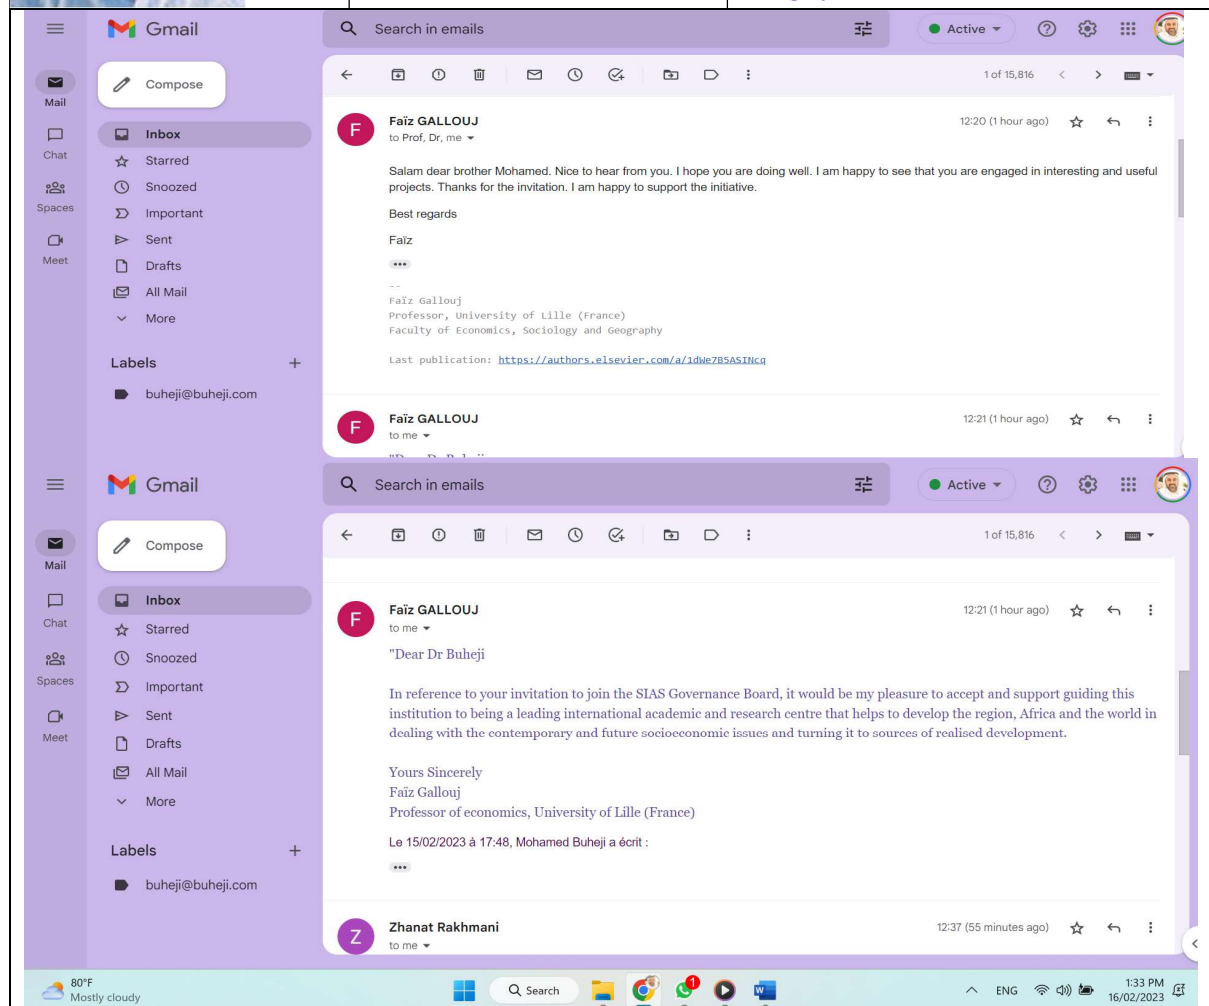 Gmail
Search in emails
Active
Mail
Compose
1 of 15,816
Chat
Inbox
Starred
Spaces
Snoozed
Important
Meet
Sent
Drafts
All Mail
More
Labels
buheji@buheji.com
Faïz GALLOUJ
12:20 (1 hour ago)
to Prof, Dr, me
Salam dear brother Mohamed. Nice to hear from you. I hope you are doing well. I am happy to see that you are engaged in interesting and useful
projects. Thanks for the invitation. I am happy to support the initiative.
Best regards
Faïz
--
Faïz Gallouj
Professor, University of Lille (France)
Faculty of Economics, Sociology and Geography
Last publication: https://authors.elsevier.com/a/1dWe7B5ASINcq
Faïz GALLOUJ
12:21 (1 hour ago)
to me
Gmail
Search in emails
Active
Mail
Compose
1 of 15,816
Chat
Inbox
Starred
Spaces
Snoozed
Important
Meet
Sent
Drafts
All Mail
More
Labels
buheji@buheji.com
Faïz GALLOUJ
12:21 (1 hour ago)
to me
"Dear Dr Buheji
In reference to your invitation to join the SIAS Governance Board, it would be my pleasure to accept and support guiding this
institution to being a leading international academic and research centre that helps to develop the region, Africa and the world in
dealing with the contemporary and future socioeconomic issues and turning it to sources of realised development.
Yours Sincerely
Faïz Gallouj
Professor of economics, University of Lille (France)
Le 15/02/2023 à 17:48, Mohamed Buheji a écrit :
Zhanat Rakhmani
12:37 (55 minutes ago)
to me
80°F
Mostly cloudy
Search
1
ENG
1:33 PM
16/02/2023